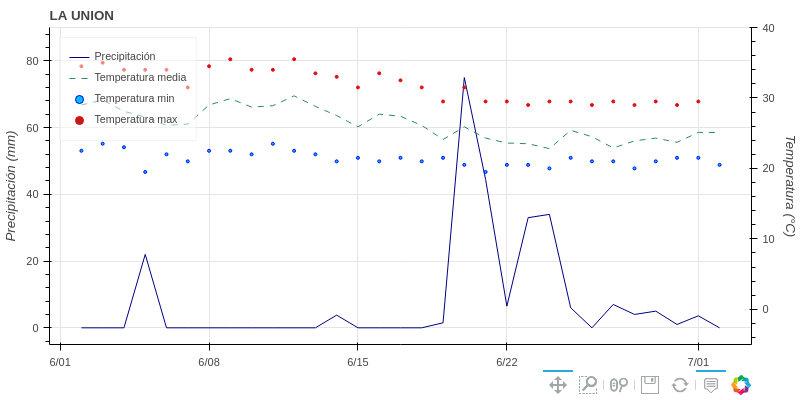 LA UNION
Precipitación
Temperatura media
Temperatura min
Temperatura max
80
60
40
20
0
Precipitación (mm)
40
30
20
10
0
Temperatura (°C)
6/01
6/08
6/15
6/22
7/01